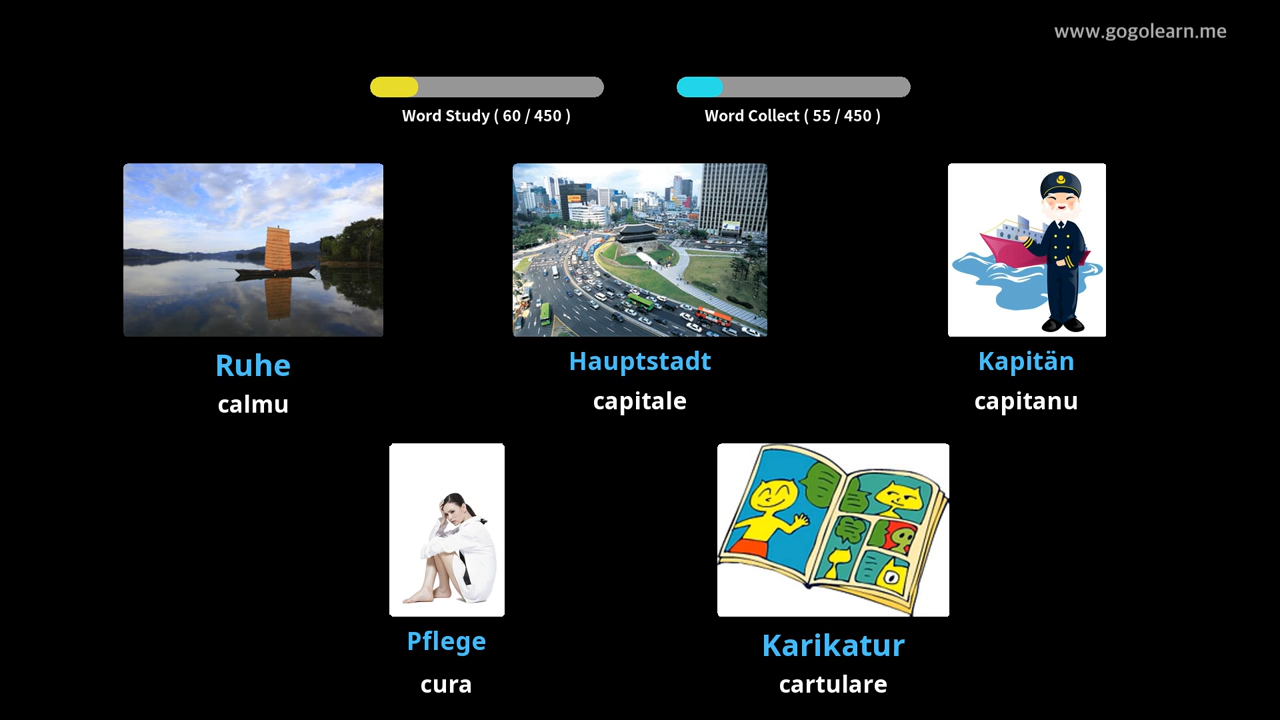 www.gogolearn.me
Word Study ( 60 / 450 )
Word Collect ( 55 / 450 )
Ruhe
calmu
Hauptstadt
capitale
Kapitän
capitanu
Pflege
cura
Karikatur
cartulare